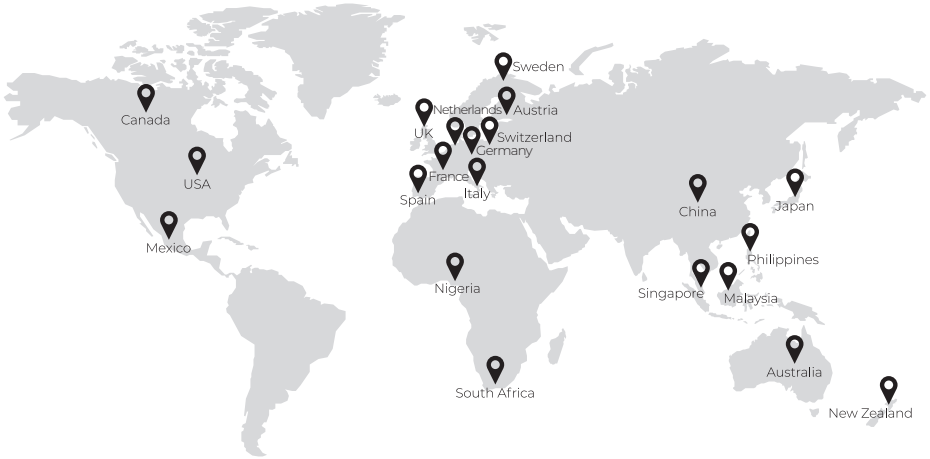 Sweden
Canada
Netherlands
Austria
UK
Switzerland
Germany
USA
France
Italy
Spain
China
Japan
Mexico
Philippines
Nigeria
Singapore
Malaysia
Australia
South Africa
New Zealand